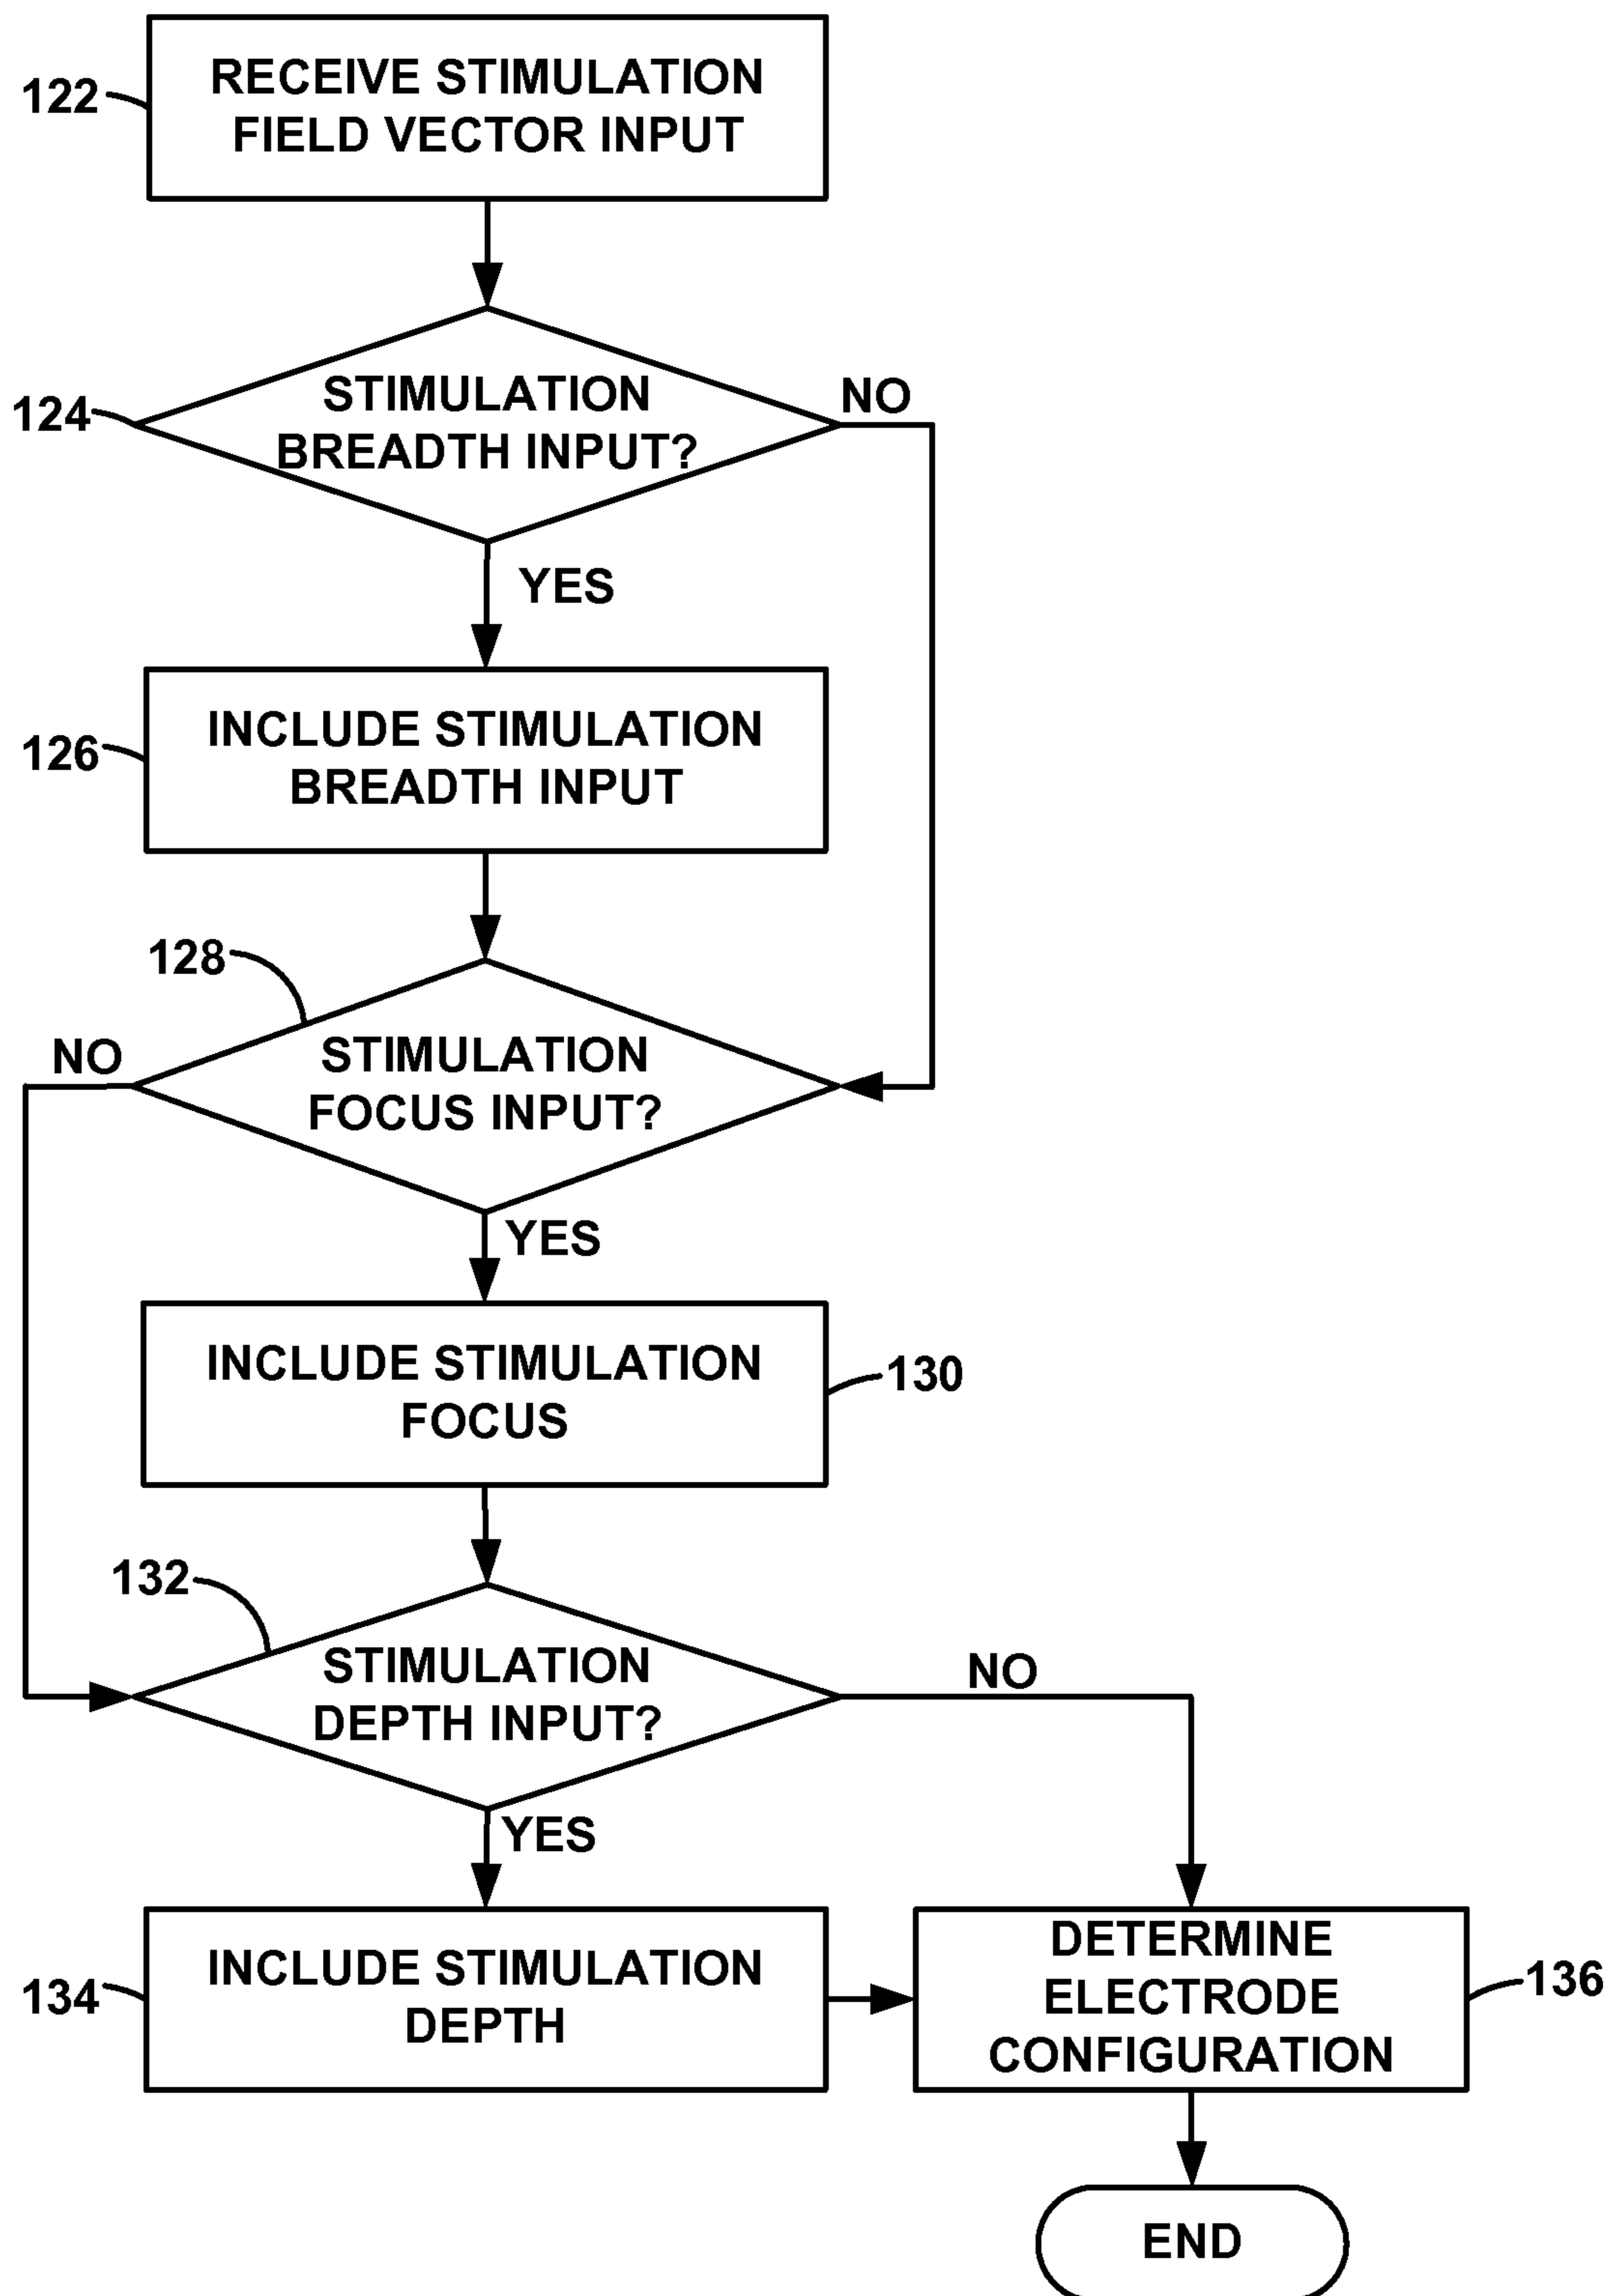 RECEIVE STIMULATION
FIELD VECTOR INPUT
122
STIMULATION
BREADTH INPUT?
124
NO
YES
INCLUDE STIMULATION
BREADTH INPUT
126
128
STIMULATION
FOCUS INPUT?
NO
YES
INCLUDE STIMULATION
FOCUS
130
132
STIMULATION
DEPTH INPUT?
NO
YES
INCLUDE STIMULATION
DEPTH
134
DETERMINE
ELECTRODE
CONFIGURATION
136
END